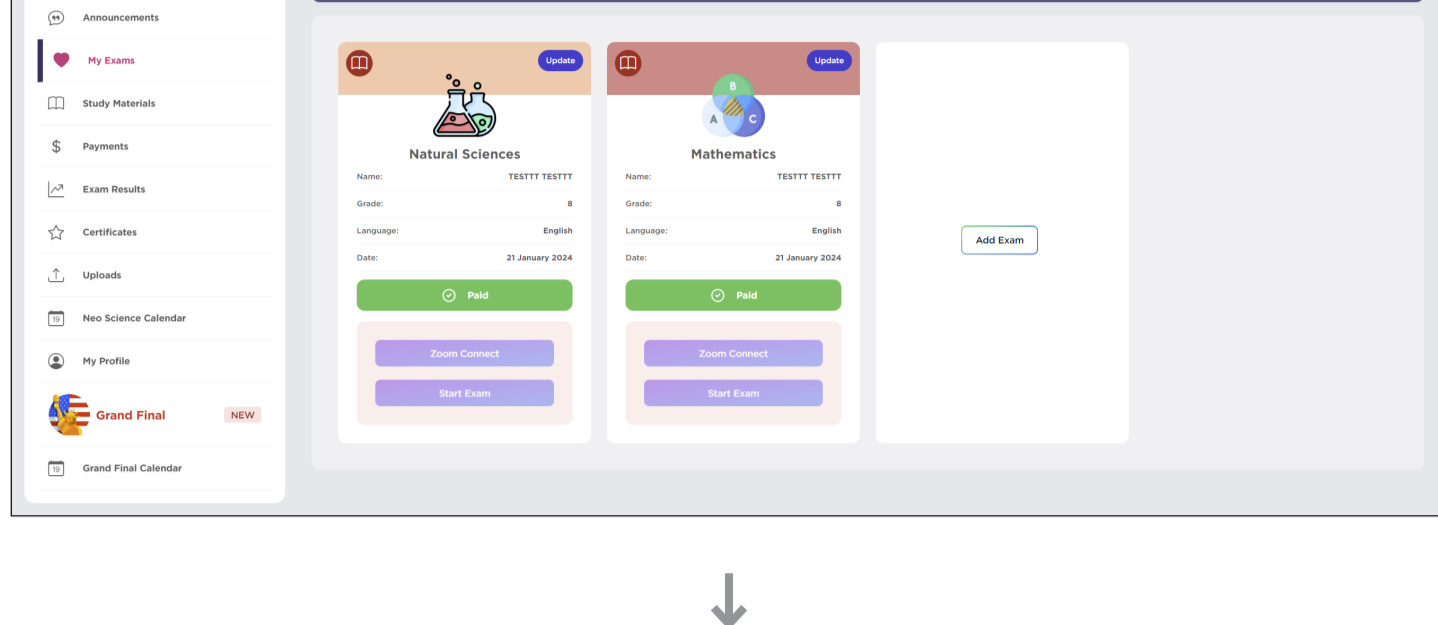 Announcements
My Exams
Study Materials
Payments
Exam Results
Certificates
Uploads
19 Neo Science Calendar
My Profile
Grand Final NEW
19 Grand Final Calendar
Update
Natural Sciences
Name: TESTTT TESTTT
Grade: 8
Language: English
Date: 21 January 2024
Paid
Zoom Connect
Start Exam
Update
B
A C
Mathematics
Name: TESTTT TESTTT
Grade: 8
Language: English
Date: 21 January 2024
Paid
Zoom Connect
Start Exam
Add Exam